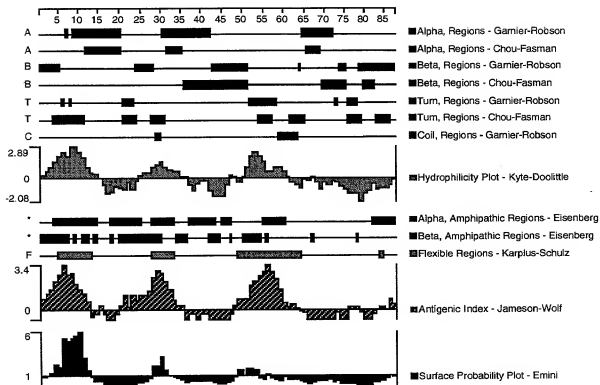 5 10 15 20 25 30 35 40 45 50 55 60 65 70 75 80 85
A Alpha, Regions - Garnier-Robson
A Alpha, Regions - Chou-Fasman
B Beta, Regions - Garnier-Robson
B Beta, Regions - Chou-Fasman
T Turn, Regions - Garnier-Robson
T Turn, Regions - Chou-Fasman
C Coil, Regions - Garnier-Robson
2.89
0 Hydrophilicity Plot - Kyte-Doolittle
-2.08
* Alpha, Amphipathic Regions - Eisenberg
* Beta, Amphipathic Regions - Eisenberg
F Flexible Regions - Karplus-Schulz
3.4
0 Antigenic Index - Jameson-Wolf
6
1 Surface Probability Plot - Emini